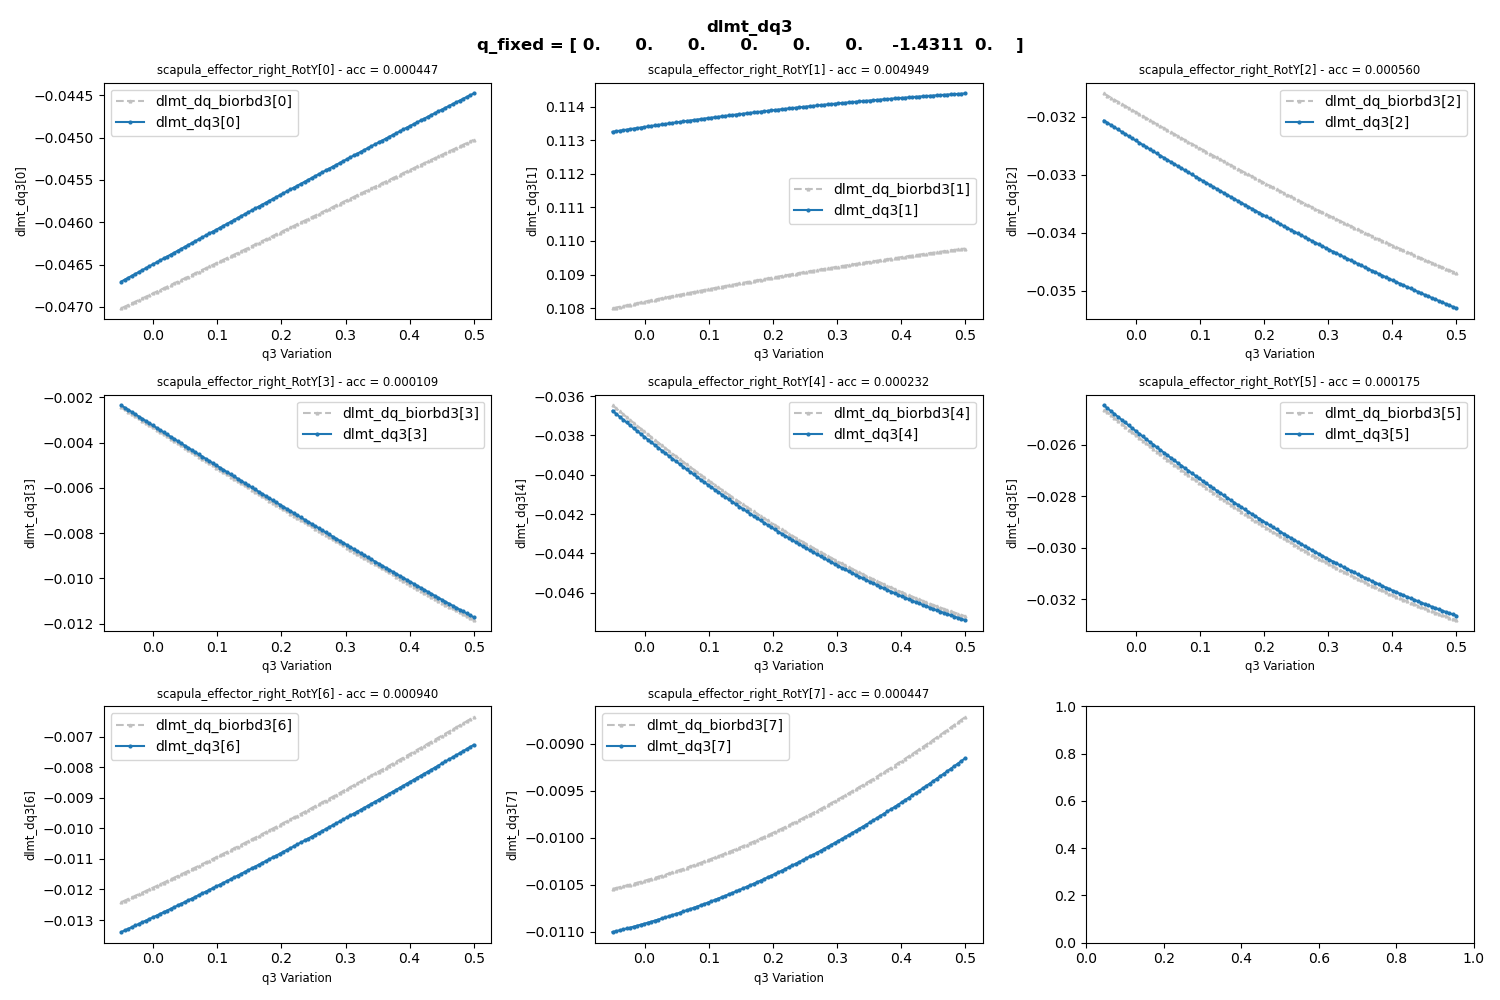 dlmt_dq3
q_fixed = [ 0. 0. 0. 0. 0. 0. -1.4311 0. ]
scapula_effector_right_RotY[0] - acc = 0.000447
dlmt_dq_biorbd3[0]
dlmt_dq3[0]
−0.0445
−0.0450
−0.0455
−0.0460
−0.0465
−0.0470
dlmt_dq3[0]
0.0 0.1 0.2 0.3 0.4 0.5
q3 Variation
scapula_effector_right_RotY[1] - acc = 0.004949
dlmt_dq_biorbd3[1]
dlmt_dq3[1]
0.114
0.113
0.112
0.111
0.110
0.109
0.108
dlmt_dq3[1]
0.0 0.1 0.2 0.3 0.4 0.5
q3 Variation
scapula_effector_right_RotY[2] - acc = 0.000560
dlmt_dq_biorbd3[2]
dlmt_dq3[2]
−0.032
−0.033
−0.034
−0.035
dlmt_dq3[2]
0.0 0.1 0.2 0.3 0.4 0.5
q3 Variation
scapula_effector_right_RotY[3] - acc = 0.000109
dlmt_dq_biorbd3[3]
dlmt_dq3[3]
−0.002
−0.004
−0.006
−0.008
−0.010
−0.012
dlmt_dq3[3]
0.0 0.1 0.2 0.3 0.4 0.5
q3 Variation
scapula_effector_right_RotY[4] - acc = 0.000232
dlmt_dq_biorbd3[4]
dlmt_dq3[4]
−0.036
−0.038
−0.040
−0.042
−0.044
−0.046
dlmt_dq3[4]
0.0 0.1 0.2 0.3 0.4 0.5
q3 Variation
scapula_effector_right_RotY[5] - acc = 0.000175
dlmt_dq_biorbd3[5]
dlmt_dq3[5]
−0.026
−0.028
−0.030
−0.032
dlmt_dq3[5]
0.0 0.1 0.2 0.3 0.4 0.5
q3 Variation
scapula_effector_right_RotY[6] - acc = 0.000940
dlmt_dq_biorbd3[6]
dlmt_dq3[6]
−0.007
−0.008
−0.009
−0.010
−0.011
−0.012
−0.013
dlmt_dq3[6]
0.0 0.1 0.2 0.3 0.4 0.5
q3 Variation
scapula_effector_right_RotY[7] - acc = 0.000447
dlmt_dq_biorbd3[7]
dlmt_dq3[7]
−0.0090
−0.0095
−0.0100
−0.0105
−0.0110
dlmt_dq3[7]
0.0 0.1 0.2 0.3 0.4 0.5
q3 Variation
1.0
0.8
0.6
0.4
0.2
0.0
0.0 0.2 0.4 0.6 0.8 1.0